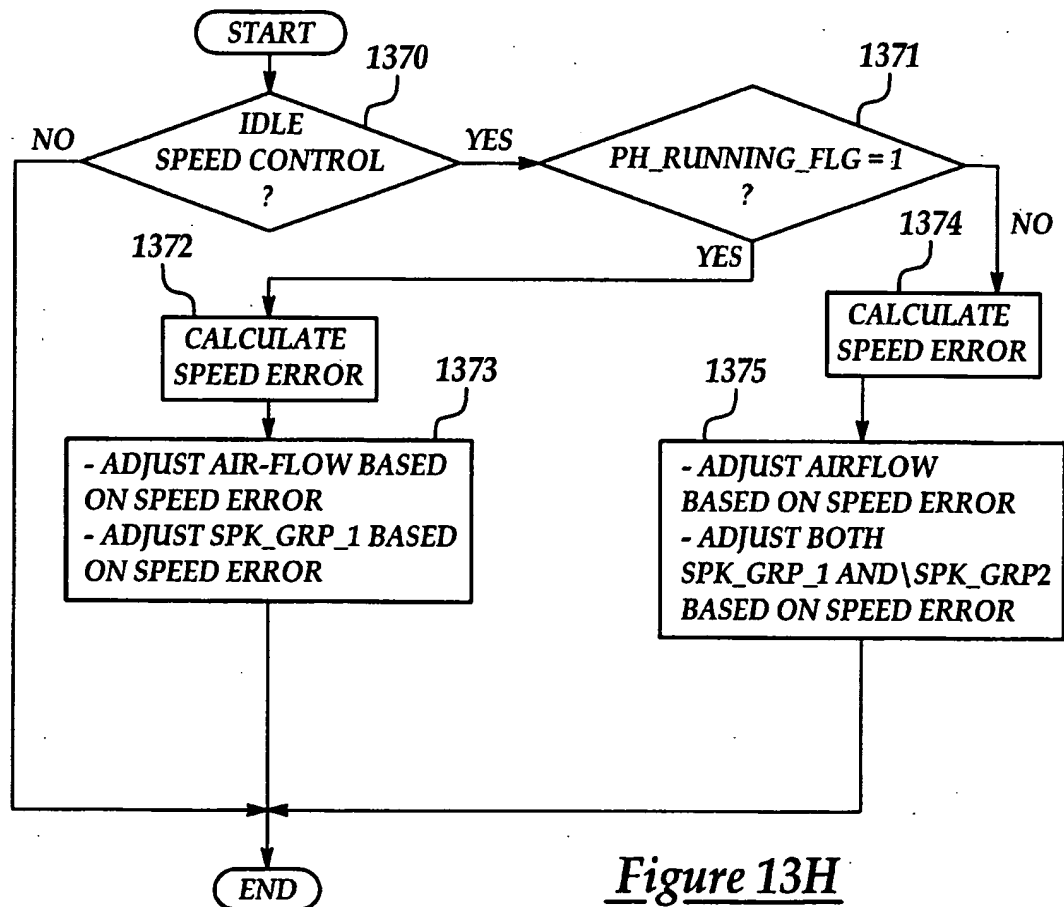 START
1370
IDLE
SPEED CONTROL
?
NO
YES
1371
PH_RUNNING_FLG = 1
?
YES
NO
1372
CALCULATE
SPEED ERROR
1374
CALCULATE
SPEED ERROR
1373
- ADJUST AIR-FLOW BASED
ON SPEED ERROR
- ADJUST SPK_GRP_1 BASED
ON SPEED ERROR
1375
- ADJUST AIRFLOW
BASED ON SPEED ERROR
- ADJUST BOTH
SPK_GRP_1 AND\SPK_GRP2
BASED ON SPEED ERROR
END
Figure 13H